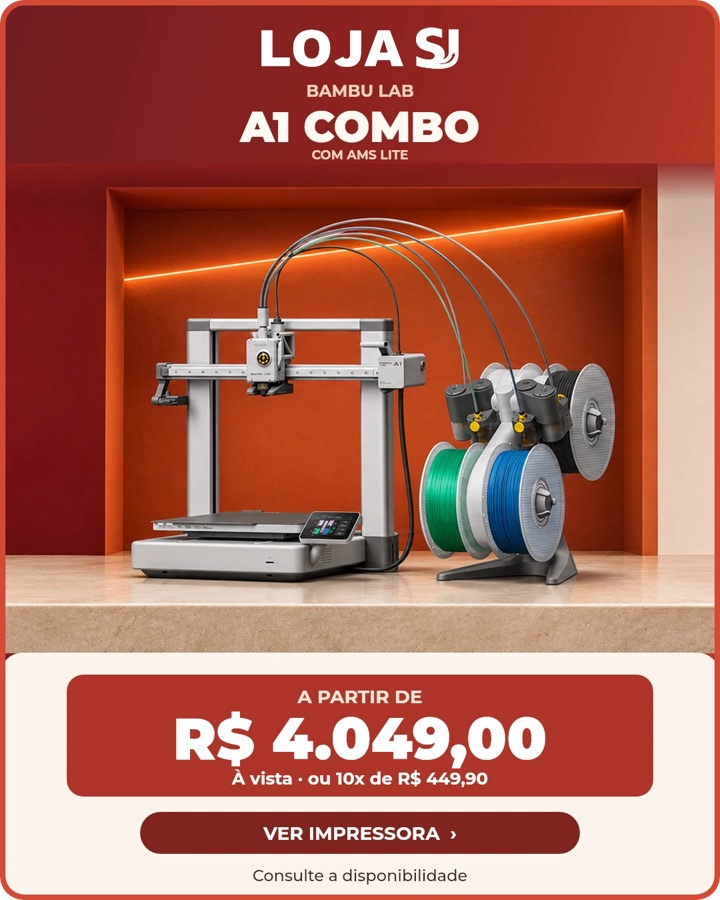 LOJA SJ
BAMBU LAB
A1 COMBO
COM AMS LITE
A1
A PARTIR DE
R$ 4.049,00
À vista · ou 10x de R$ 449,90
VER IMPRESSORA ›
Consulte a disponibilidade